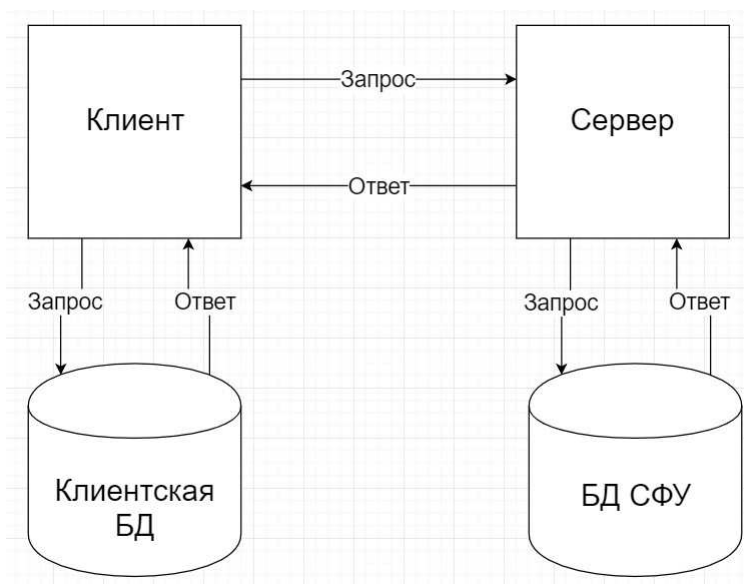 Запрос
Клиент
Сервер
Ответ
Запрос
Ответ
Запрос
Ответ
Клиентская
БД
БД СФУ